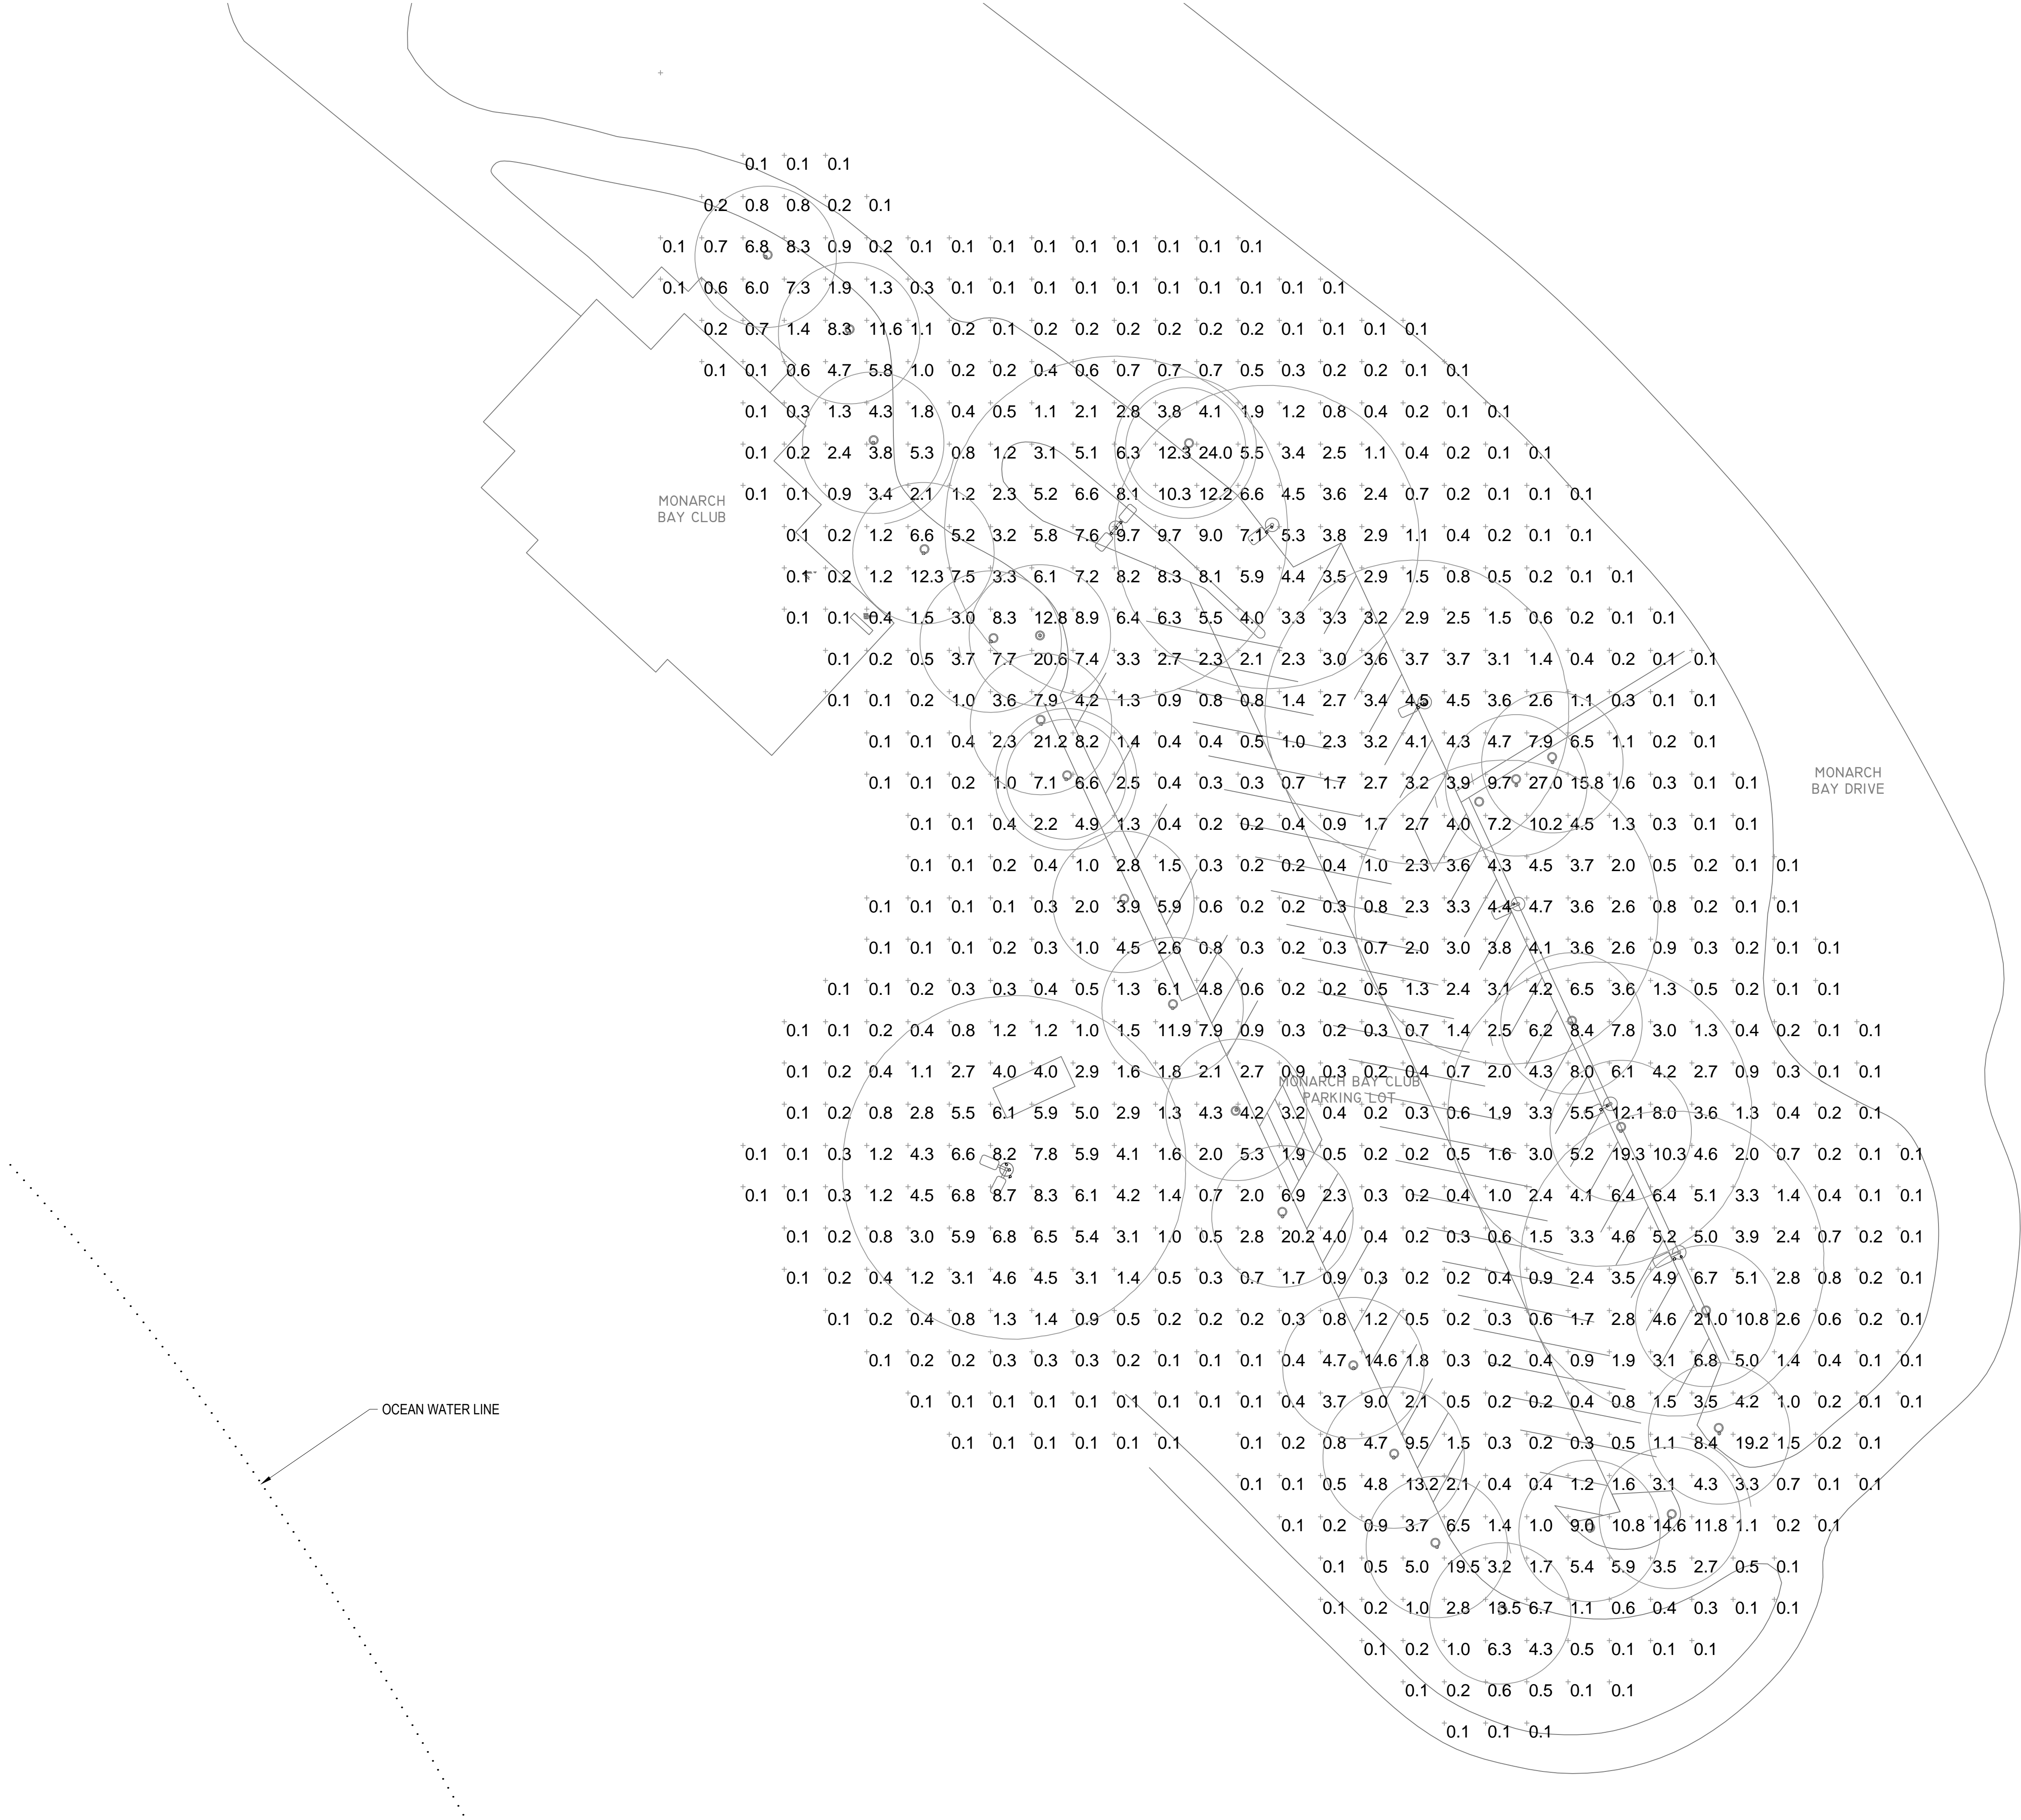 0.1 0.1 0.1
0.2 0.8 0.8 0.2 0.1
0.1 0.7 6.8 8.3 0.9 0.2 0.1 0.1 0.1 0.1 0.1 0.1 0.1 0.1 0.1
0.1 0.6 6.0 7.3 1.9 1.3 0.3 0.1 0.1 0.1 0.1 0.1 0.1 0.1 0.1 0.1 0.1
0.2 0.7 1.4 8.3 11.6 1.1 0.2 0.1 0.2 0.2 0.2 0.2 0.2 0.2 0.1 0.1 0.1 0.1
0.1 0.1 0.6 4.7 5.8 1.0 0.2 0.2 0.4 0.6 0.7 0.7 0.7 0.5 0.3 0.2 0.2 0.1 0.1
0.1 0.3 1.3 4.3 1.8 0.4 0.5 1.1 2.1 2.8 3.8 4.1 1.9 1.2 0.8 0.4 0.2 0.1 0.1
0.1 0.2 2.4 3.8 5.3 0.8 1.2 3.1 5.1 6.3 12.3 24.0 5.5 3.4 2.5 1.1 0.4 0.2 0.1 0.1
MONARCH
BAY CLUB
0.1 0.1 0.9 3.4 2.1 1.2 2.3 5.2 6.6 8.1 10.3 12.2 6.6 4.5 3.6 2.4 0.7 0.2 0.1 0.1 0.1
0.1 0.2 1.2 6.6 5.2 3.2 5.8 7.6 9.7 9.7 9.0 7.1 5.3 3.8 2.9 1.1 0.4 0.2 0.1 0.1
0.1 0.2 1.2 12.3 7.5 3.3 6.1 7.2 8.2 8.3 8.1 5.9 4.4 3.5 2.9 1.5 0.8 0.5 0.2 0.1 0.1
0.1 0.1 0.4 1.5 3.0 8.3 12.8 8.9 6.4 6.3 5.5 4.0 3.3 3.3 3.2 2.9 2.5 1.5 0.6 0.2 0.1 0.1
0.1 0.2 0.5 3.7 7.7 20.6 7.4 3.3 2.7 2.3 2.1 2.3 3.0 3.6 3.7 3.7 3.1 1.4 0.4 0.2 0.1 0.1
0.1 0.1 0.2 1.0 3.6 7.9 4.2 1.3 0.9 0.8 0.8 1.4 2.7 3.4 4.5 4.5 3.6 2.6 1.1 0.3 0.1 0.1
0.1 0.1 0.4 2.3 21.2 8.2 1.4 0.4 0.4 0.5 1.0 2.3 3.2 4.1 4.3 4.7 7.9 6.5 1.1 0.2 0.1
MONARCH
BAY DRIVE
0.1 0.1 0.2 1.0 7.1 6.6 2.5 0.4 0.3 0.3 0.7 1.7 2.7 3.2 3.9 9.7 27.0 15.8 1.6 0.3 0.1 0.1
0.1 0.1 0.4 2.2 4.9 1.3 0.4 0.2 0.2 0.4 0.9 1.7 2.7 4.0 7.2 10.2 4.5 1.3 0.3 0.1 0.1
0.1 0.1 0.2 0.4 1.0 2.8 1.5 0.3 0.2 0.2 0.4 1.0 2.3 3.6 4.3 4.5 3.7 2.0 0.5 0.2 0.1 0.1
0.1 0.1 0.1 0.1 0.3 2.0 3.9 5.9 0.6 0.2 0.2 0.3 0.8 2.3 3.3 4.4 4.7 3.6 2.6 0.8 0.2 0.1 0.1
0.1 0.1 0.1 0.2 0.3 1.0 4.5 2.6 0.8 0.3 0.2 0.3 0.7 2.0 3.0 3.8 4.1 3.6 2.6 0.9 0.3 0.2 0.1 0.1
0.1 0.1 0.2 0.3 0.3 0.4 0.5 1.3 6.1 4.8 0.6 0.2 0.2 0.5 1.3 2.4 3.1 4.2 6.5 3.6 1.3 0.5 0.2 0.1 0.1
0.1 0.1 0.2 0.4 0.8 1.2 1.2 1.0 1.5 11.9 7.9 0.9 0.3 0.2 0.3 0.7 1.4 2.5 6.2 8.4 7.8 3.0 1.3 0.4 0.2 0.1 0.1
0.1 0.2 0.4 1.1 2.7 4.0 4.0 2.9 1.6 1.8 2.1 2.7 0.9 0.3 0.2 0.4 0.7 2.0 4.3 8.0 6.1 4.2 2.7 0.9 0.3 0.1 0.1
MONARCH BAY CLUB
PARKING LOT
0.1 0.2 0.8 2.8 5.5 6.1 5.9 5.0 2.9 1.3 4.3 4.2 3.2 0.4 0.2 0.3 0.6 1.9 3.3 5.5 12.1 8.0 3.6 1.3 0.4 0.2 0.1
0.1 0.1 0.3 1.2 4.3 6.6 8.2 7.8 5.9 4.1 1.6 2.0 5.3 1.9 0.5 0.2 0.2 0.5 1.6 3.0 5.2 19.3 10.3 4.6 2.0 0.7 0.2 0.1 0.1
0.1 0.1 0.3 1.2 4.5 6.8 8.7 8.3 6.1 4.2 1.4 0.7 2.0 6.9 2.3 0.3 0.2 0.4 1.0 2.4 4.1 6.4 6.4 5.1 3.3 1.4 0.4 0.1 0.1
0.1 0.2 0.8 3.0 5.9 6.8 6.5 5.4 3.1 1.0 0.5 2.8 20.2 4.0 0.4 0.2 0.3 0.6 1.5 3.3 4.6 5.2 5.0 3.9 2.4 0.7 0.2 0.1
0.1 0.2 0.4 1.2 3.1 4.6 4.5 3.1 1.4 0.5 0.3 0.7 1.7 0.9 0.3 0.2 0.2 0.4 0.9 2.4 3.5 4.9 6.7 5.1 2.8 0.8 0.2 0.1
0.1 0.2 0.4 0.8 1.3 1.4 0.9 0.5 0.2 0.2 0.2 0.3 0.8 1.2 0.5 0.2 0.3 0.6 1.7 2.8 4.6 21.0 10.8 2.6 0.6 0.2 0.1
0.1 0.2 0.2 0.3 0.3 0.3 0.2 0.1 0.1 0.1 0.4 4.7 14.6 1.8 0.3 0.2 0.4 0.9 1.9 3.1 6.8 5.0 1.4 0.4 0.1 0.1
OCEAN WATER LINE
0.1 0.1 0.1 0.1 0.1 0.1 0.1 0.1 0.1 0.4 3.7 9.0 2.1 0.5 0.2 0.2 0.4 0.8 1.5 3.5 4.2 1.0 0.2 0.1 0.1
0.1 0.1 0.1 0.1 0.1 0.1 0.1 0.2 0.8 4.7 9.5 1.5 0.3 0.2 0.3 0.5 1.1 8.4 19.2 1.5 0.2 0.1
0.1 0.1 0.5 4.8 13.2 2.1 0.4 0.4 1.2 1.6 3.1 4.3 3.3 0.7 0.1 0.1
0.1 0.2 0.9 3.7 6.5 1.4 1.0 9.0 10.8 14.6 11.8 1.1 0.2 0.1
0.1 0.5 5.0 19.5 3.2 1.7 5.4 5.9 3.5 2.7 0.5 0.1
0.1 0.2 1.0 2.8 13.5 6.7 1.1 0.6 0.4 0.3 0.1 0.1
0.1 0.2 1.0 6.3 4.3 0.5 0.1 0.1 0.1
0.1 0.2 0.6 0.5 0.1 0.1
0.1 0.1 0.1